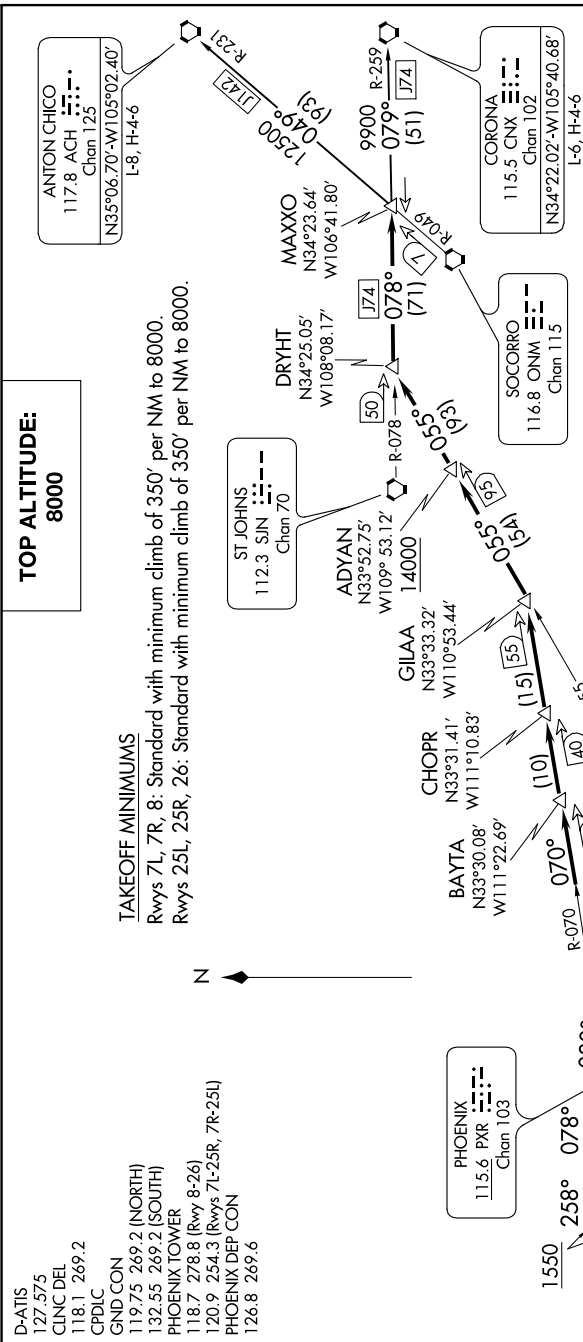 D-ATIS
127.575
CLNC DEL
118.1 269.2
CPDLC
GND CON
119.75 269.2 (NORTH)
132.55 269.2 (SOUTH)
PHOENIX TOWER
118.7 278.8 (Rwy 8-26)
120.9 254.3 (Rwys 7L-25R, 7R-25L)
PHOENIX DEP CON
126.8 269.6
TOP ALTITUDE:
8000
TAKEOFF MINIMUMS
Rwys 7L, 7R, 8: Standard with minimum climb of 350' per NM to 8000.
Rwys 25L, 25R, 26: Standard with minimum climb of 350' per NM to 8000.
N
ANTON CHICO
117.8 ACH
Chan 125
N35°06.70'-W105°02.40'
L-8, H-4-6
R-231
J142
12500
049°
(93)
MAXXO
N34°23.64'
W106°41.80'
R-259
J74
9900
079°
(51)
CORONA
115.5 CNX
Chan 102
N34°22.02'-W105°40.68'
L-6, H-4-6
R-049
7
SOCORRO
116.8 ONM
Chan 115
J74
078°
(71)
DRYHT
N34°25.05'
W108°08.17'
50
R-078
ST JOHNS
112.3 SJN
Chan 70
055°
(93)
ADYAN
N33°52.75'
W109° 53.12'
14000
95
055°
(54)
GILAA
N33°33.32'
W110°53.44'
55
(15)
CHOPR
N33°31.41'
W111°10.83'
40
(10)
BAYTA
N33°30.08'
W111°22.69'
070°
R-070
PHOENIX
115.6 PXR
Chan 103
1550
258°
078°